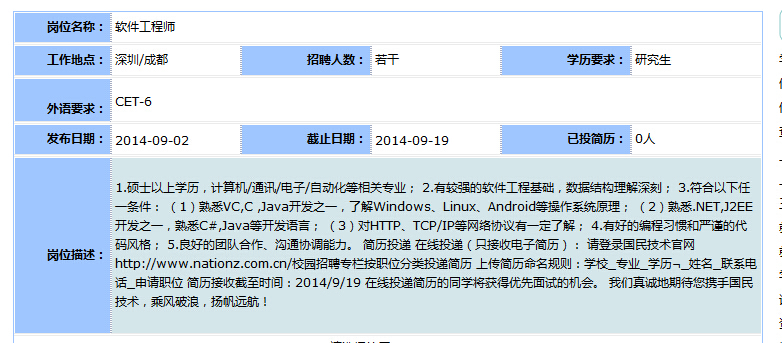 岗位名称： 软件工程师
工作地点： 深圳/成都 招聘人数： 若干 学历要求： 研究生
外语要求： CET-6
发布日期： 2014-09-02 截止日期： 2014-09-19 已投简历： 0人
岗位描述：
1.硕士以上学历，计算机/通讯/电子/自动化等相关专业； 2.有较强的软件工程基础，数据结构理解深刻； 3.符合以下任
一条件： （1）熟悉VC,C ,Java开发之一，了解Windows、Linux、Android等操作系统原理； （2）熟悉.NET,J2EE
开发之一，熟悉C#,Java等开发语言； （3）对HTTP、TCP/IP等网络协议有一定了解； 4.有好的编程习惯和严谨的代
码风格； 5.良好的团队合作、沟通协调能力。 简历投递 在线投递（只接收电子简历）： 请登录国民技术官网
http://www.nationz.com.cn/校园招聘专栏按职位分类投递简历 上传简历命名规则：学校_专业_学历¬_姓名_联系电
话_申请职位 简历接收截至时间：2014/9/19 在线投递简历的同学将获得优先面试的机会。 我们真诚地期待您携手国民
技术，乘风破浪，扬帆远航！